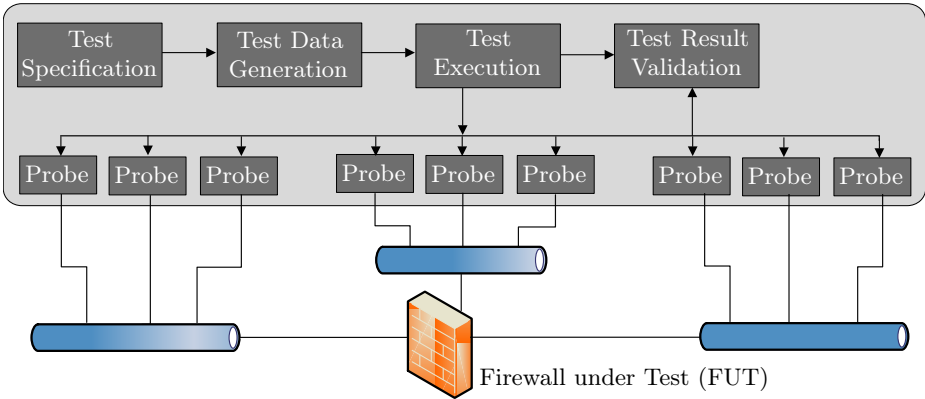 Test
Specification
Test Data
Generation
Test
Execution
Test Result
Validation
Probe
Probe
Probe
Probe
Probe
Probe
Probe
Probe
Probe
Firewall under Test (FUT)